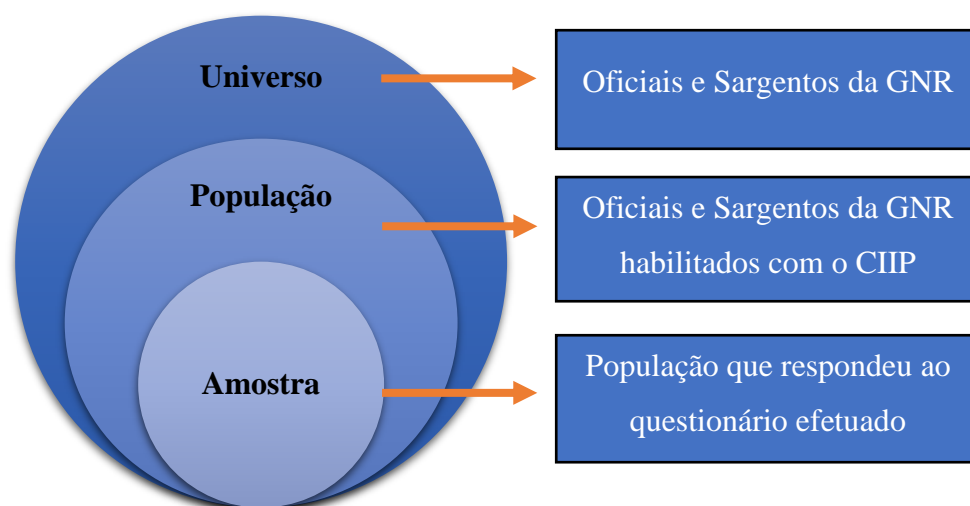 Universo
Oficiais e Sargentos da GNR
População
Oficiais e Sargentos da GNR
habilitados com o CIIP
Amostra
População que respondeu ao
questionário efetuado